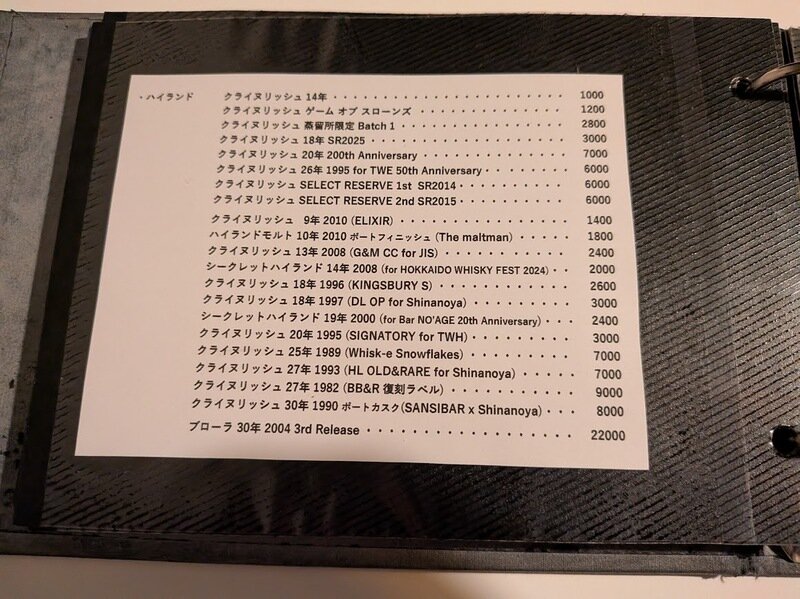 ・ハイランド クライヌリッシュ 14年 ・・・・・・・・・・・・・・・・・・・・・・ 1000
クライヌリッシュ ゲーム オブ スローンズ ・・・・・・・・・・・・・・ 1200
クライヌリッシュ 蒸留所限定 Batch 1 ・・・・・・・・・・・・・・・ 2800
クライヌリッシュ 18年 SR2025 ・・・・・・・・・・・・・・・・・・ 3000
クライヌリッシュ 20年 200th Anniversary ・・・・・・・・・・・・・ 7000
クライヌリッシュ 26年 1995 for TWE 50th Anniversary・・・・・・・ 6000
クライヌリッシュ SELECT RESERVE 1st SR2014・・・・・・・・・ 6000
クライヌリッシュ SELECT RESERVE 2nd SR2015・・・・・・・・・ 6000
クライヌリッシュ 9年 2010 (ELIXIR)・・・・・・・・・・・・・・・ 1400
ハイランドモルト 10年 2010 ポートフィニッシュ (The maltman)・・・・・ 1800
クライヌリッシュ 13年 2008 (G&M CC for JIS)・・・・・・・・・・・ 2400
シークレットハイランド 14年 2008 (for HOKKAIDO WHISKY FEST 2024)・・ 2000
クライヌリッシュ 18年 1996 (KINGSBURY S)・・・・・・・・・・・・ 2600
クライヌリッシュ 18年 1997 (DL OP for Shinanoya)・・・・・・・・・ 3000
シークレットハイランド 19年 2000 (for Bar NO'AGE 20th Anniversary)・・・ 2400
クライヌリッシュ 20年 1995 (SIGNATORY for TWH)・・・・・・・・・ 3000
クライヌリッシュ 25年 1989 (Whisk-e Snowflakes)・・・・・・・・・ 7000
クライヌリッシュ 27年 1993 (HL OLD&RARE for Shinanoya)・・・・・ 7000
クライヌリッシュ 27年 1982 (BB&R 復刻ラベル)・・・・・・・・・・・ 9000
クライヌリッシュ 30年 1990 ポートカスク(SANSIBAR x Shinanoya)・・・ 8000
ブローラ 30年 2004 3rd Release ・・・・・・・・・・・・・・・・・ 22000